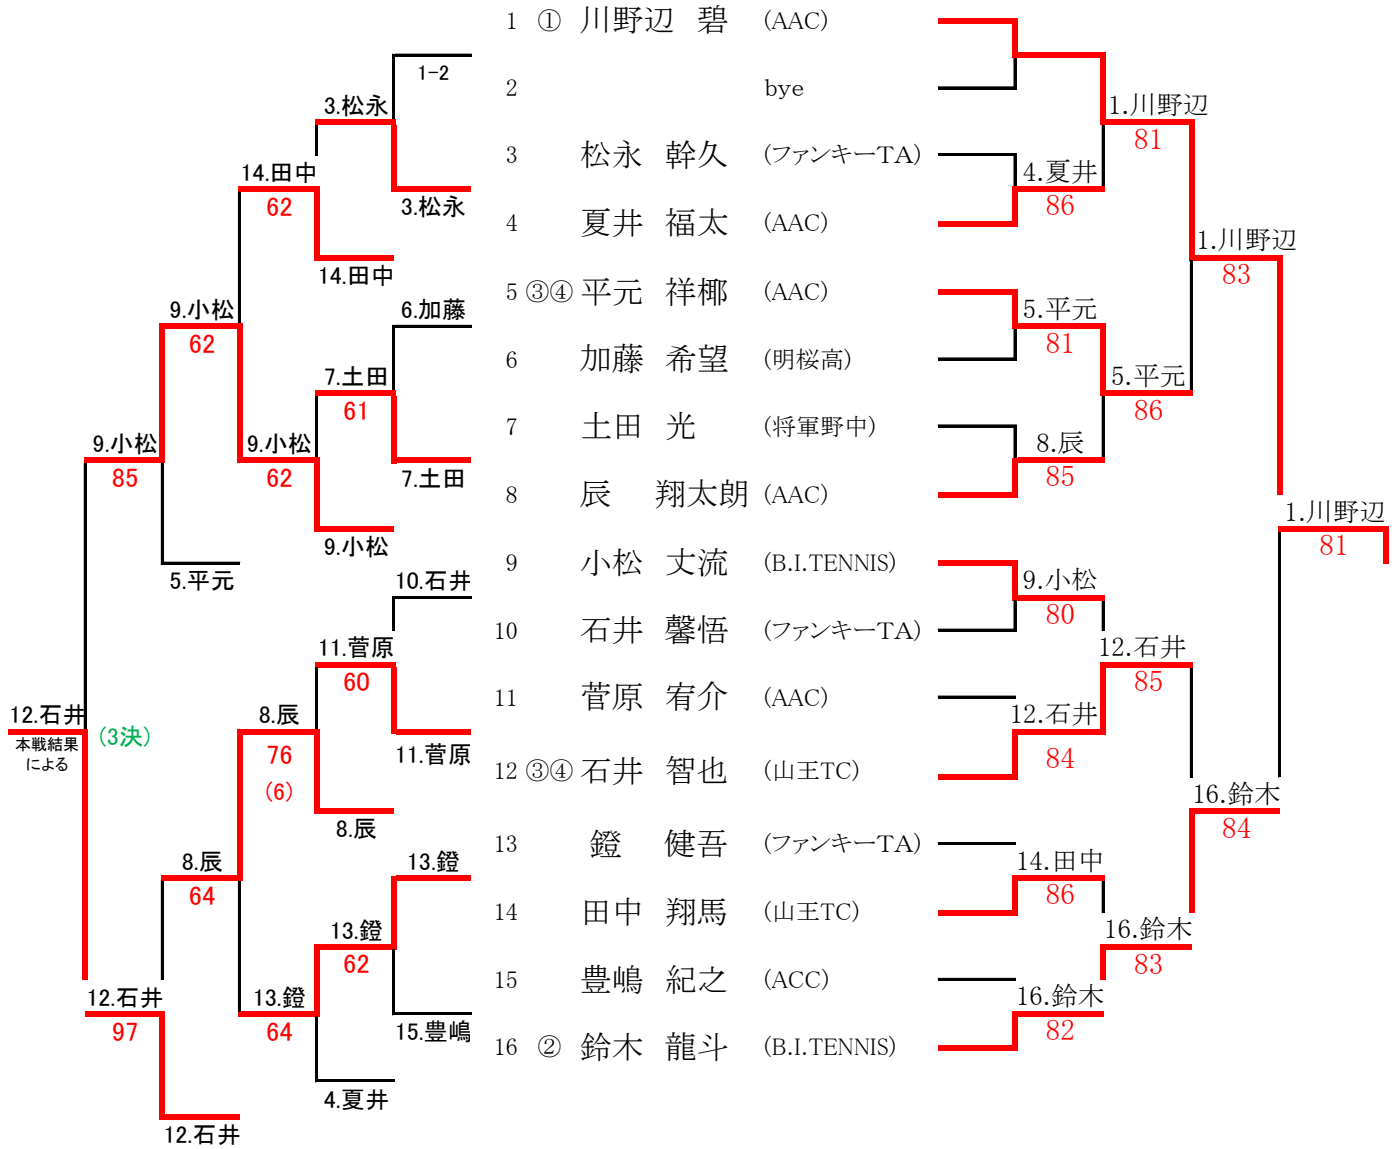 1 ① 川野辺 碧 (AAC)
2 bye
3 松永 幹久 (ファンキーTA)
4 夏井 福太 (AAC)
5 ③④ 平元 祥椰 (AAC)
6 加藤 希望 (明桜高)
7 土田 光 (将軍野中)
8 辰 翔太朗 (AAC)
9 小松 丈流 (B.I.TENNIS)
10 石井 馨悟 (ファンキーTA)
11 菅原 宥介 (AAC)
12 ③④ 石井 智也 (山王TC)
13 鐙 健吾 (ファンキーTA)
14 田中 翔馬 (山王TC)
15 豊嶋 紀之 (ACC)
16 ② 鈴木 龍斗 (B.I.TENNIS)
1-2
3.松永
6.加藤
7.土田
10.石井
11.菅原
13.鐙
15.豊嶋
3.松永
14.田中
7.土田
61
9.小松
11.菅原
60
8.辰
13.鐙
62
4.夏井
14.田中
62
9.小松
62
8.辰
76
(6)
13.鐙
64
9.小松
62
5.平元
8.辰
64
12.石井
9.小松
85
12.石井
97
12.石井
本戦結果
による
(3決)
4.夏井
86
5.平元
81
8.辰
85
9.小松
80
12.石井
84
14.田中
86
16.鈴木
82
1.川野辺
81
5.平元
86
12.石井
85
16.鈴木
83
1.川野辺
83
16.鈴木
84
1.川野辺
81